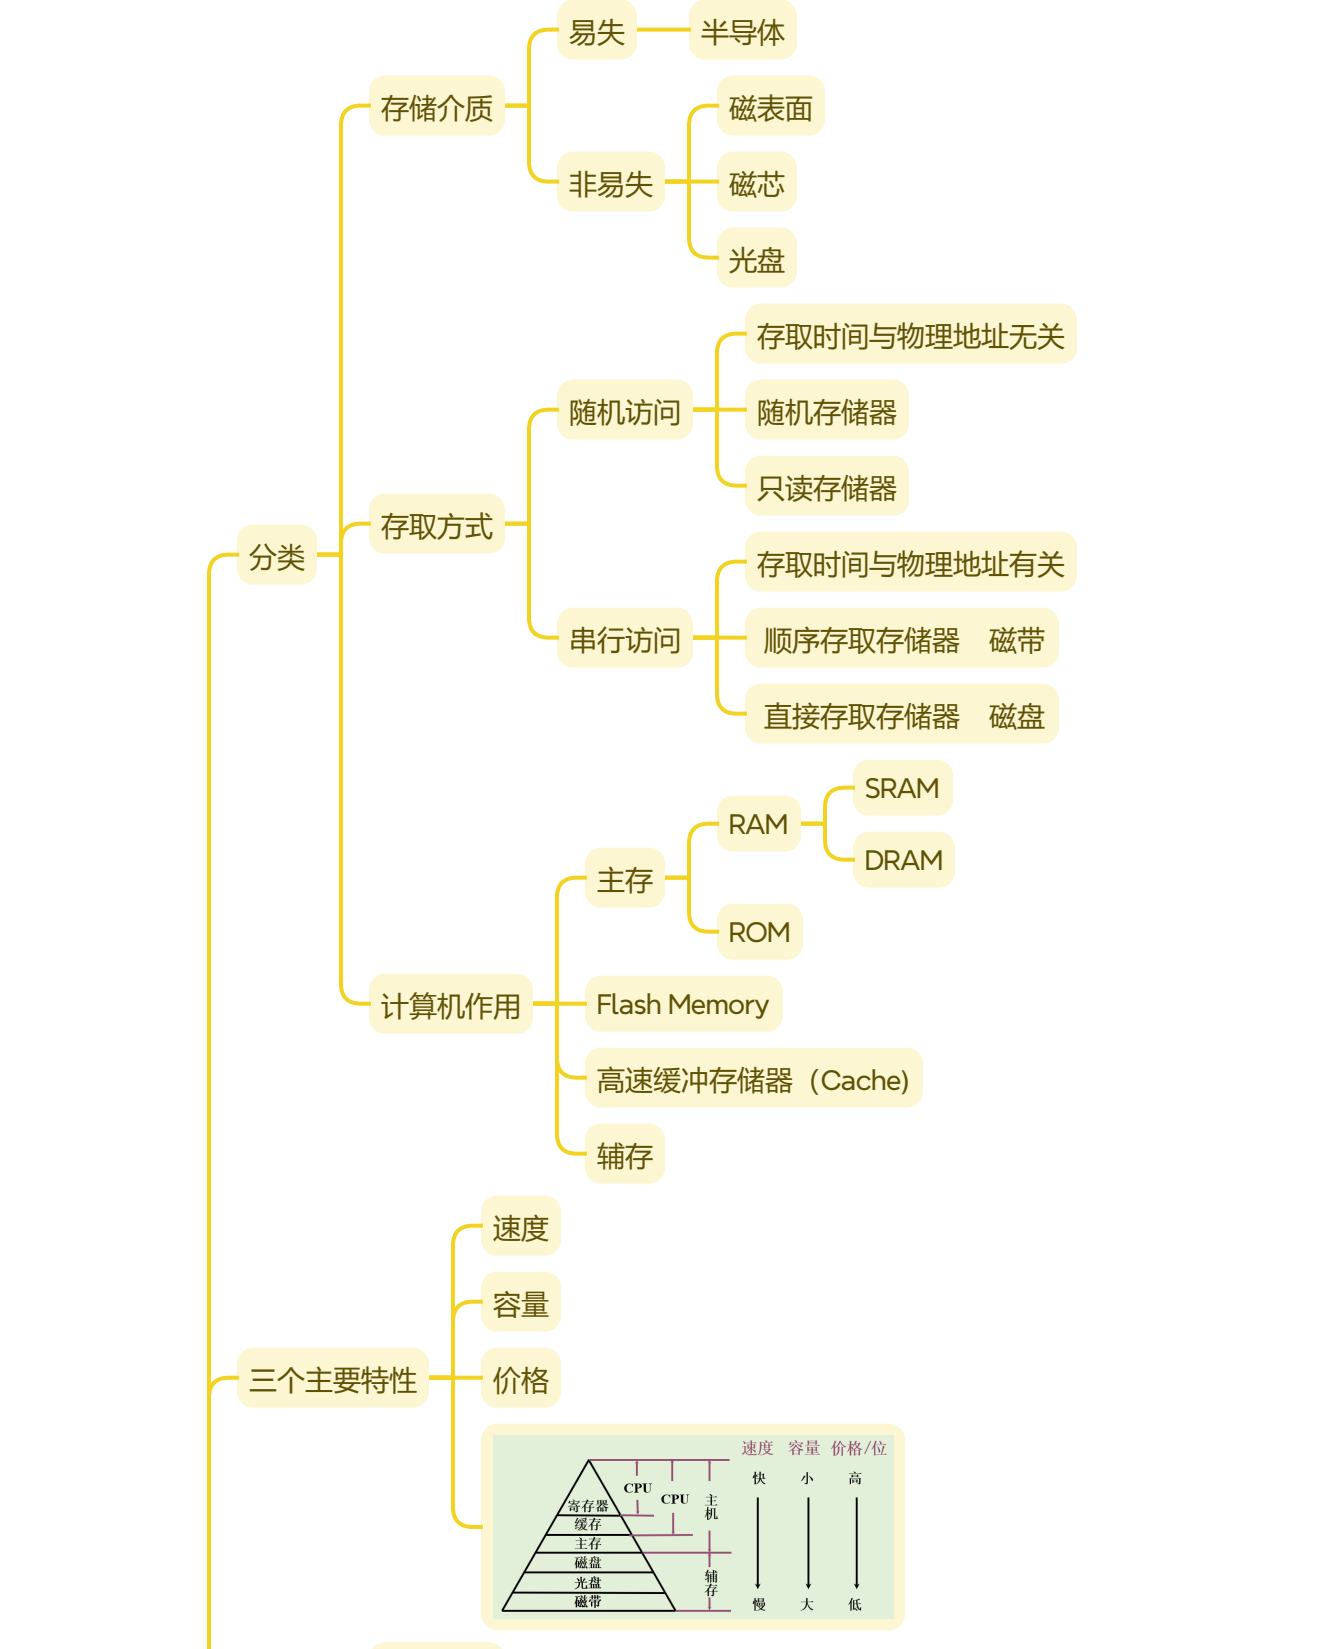 易失
半导体
存储介质
磁表面
非易失
磁芯
光盘
存取时间与物理地址无关
随机访问
随机存储器
只读存储器
存取方式
分类
存取时间与物理地址有关
串行访问
顺序存取存储器 磁带
直接存取存储器 磁盘
SRAM
RAM
DRAM
主存
ROM
计算机作用
Flash Memory
高速缓冲存储器（Cache)
辅存
速度
容量
三个主要特性
价格
速度 容量 价格/位
快 小 高
CPU
CPU
主机
寄存器
缓存
主存
磁盘
光盘
磁带
辅存
慢 大 低